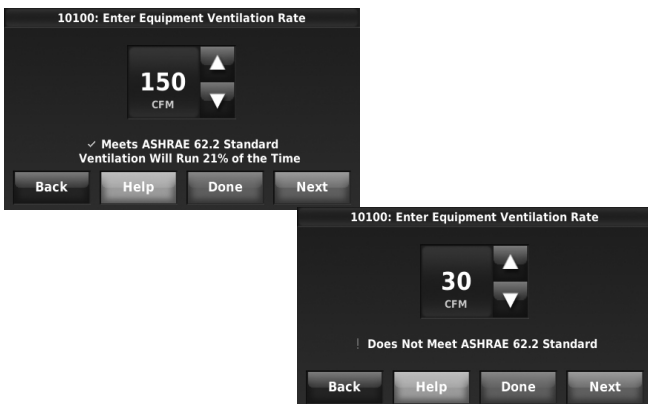 10100: Enter Equipment Ventilation Rate
150
CFM
✓ Meets ASHRAE 62.2 Standard
Ventilation Will Run 21% of the Time
Back Help Done Next
10100: Enter Equipment Ventilation Rate
30
CFM
! Does Not Meet ASHRAE 62.2 Standard
Back Help Done Next